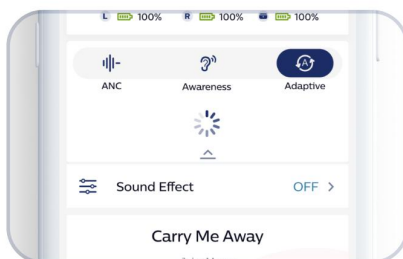 L 100% R 100% 100%
A
ANC Awareness Adaptive
Sound Effect OFF >
Carry Me Away